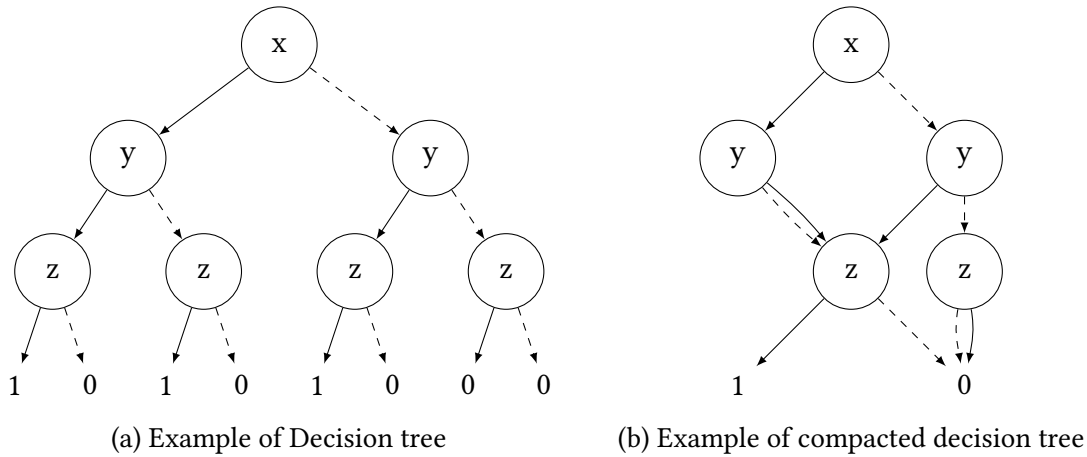 x
x
y
y
y
y
z
z
z
z
z
z
1 0 1 0 1 0 0 0
1
0
(a) Example of Decision tree
(b) Example of compacted decision tree